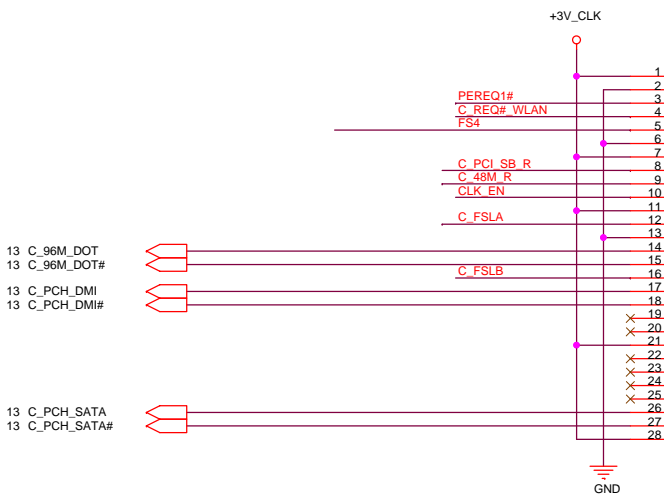 +3V_CLK
1
2
PEREQ1# 3
C_REQ#_WLAN 4
FS4 5
6
7
C_PCI_SB_R 8
C_48M_R 9
CLK_EN 10
11
C_FSLA 12
13
13 C_96M_DOT 14
13 C_96M_DOT# 15
C_FSLB 16
13 C_PCH_DMI 17
13 C_PCH_DMI# 18
19
20
21
22
23
24
25
13 C_PCH_SATA 26
13 C_PCH_SATA# 27
28
GND